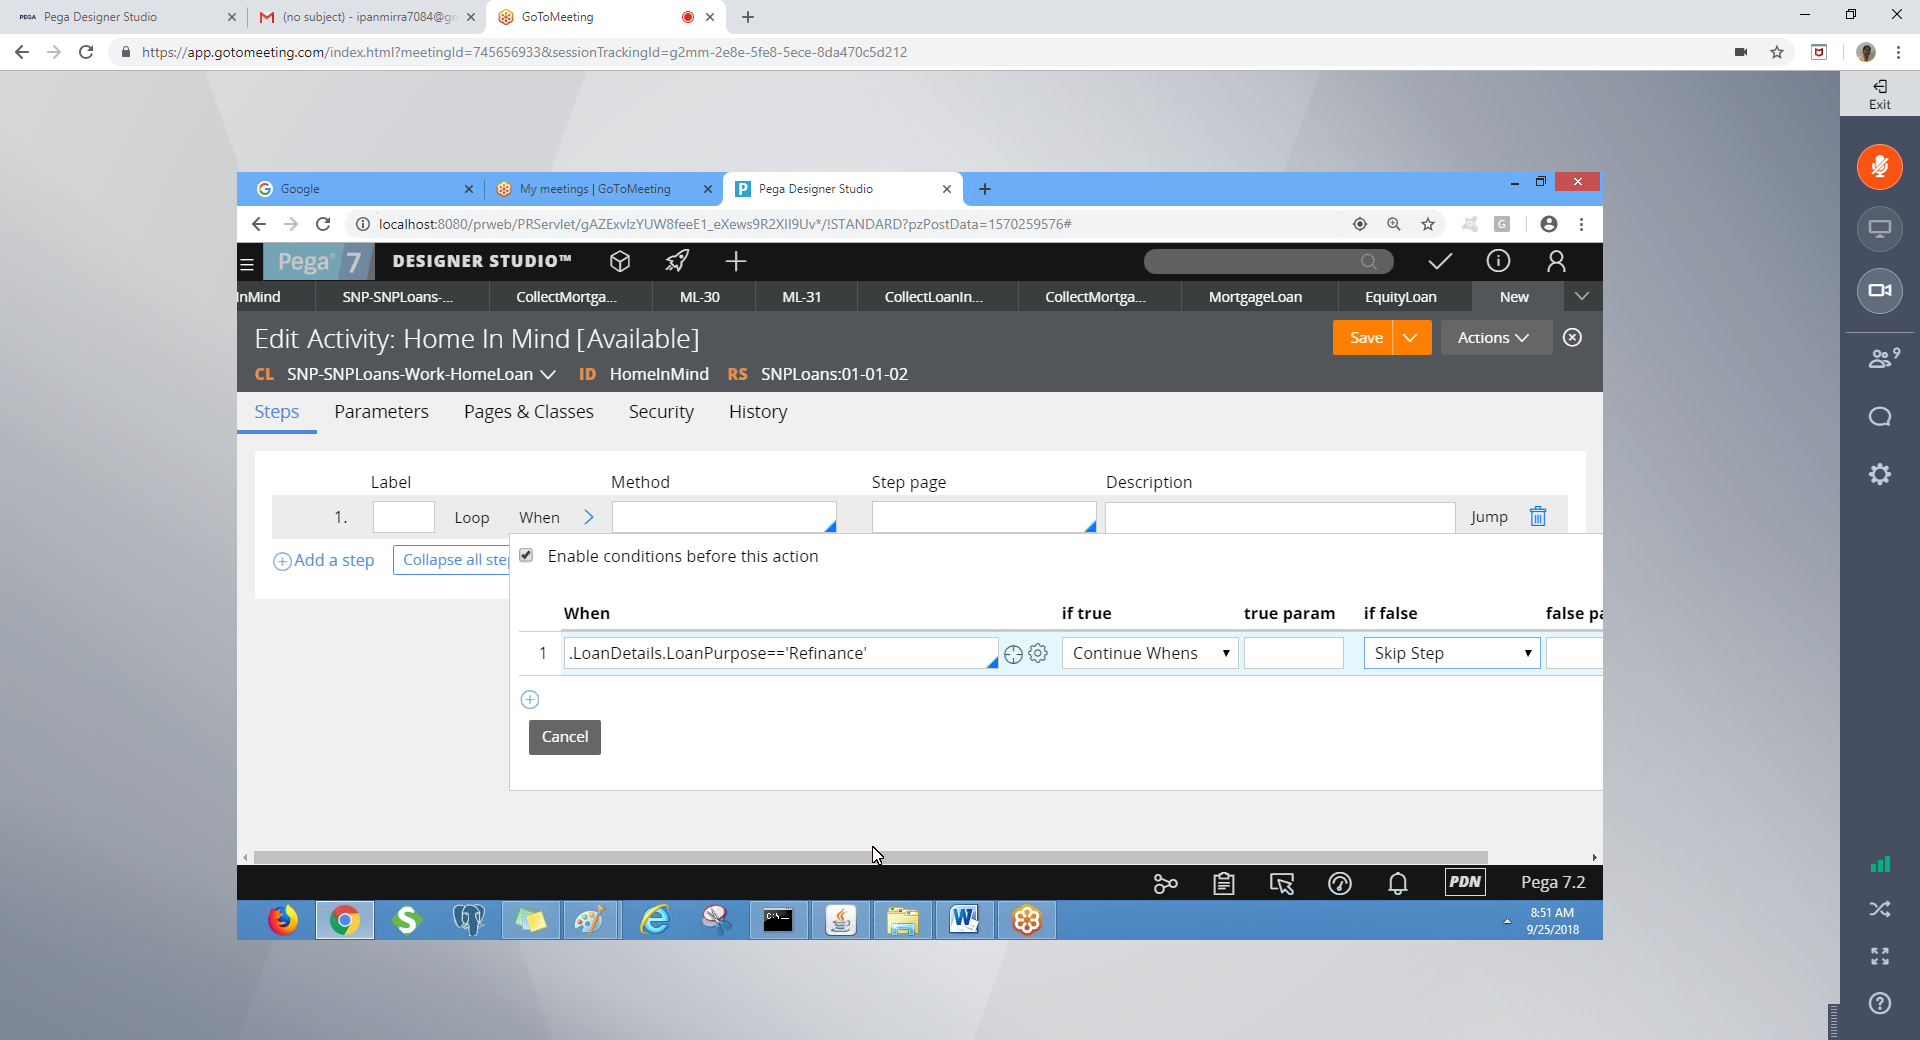 PEGA Pega Designer Studio
(no subject) - ipanmirra7084@g
GoToMeeting
https://app.gotomeeting.com/index.html?meetingId=745656933&sessionTrackingId=g2mm-2e8e-5fe8-5ece-8da470c5d212
Exit
Google
My meetings | GoToMeeting
P Pega Designer Studio
localhost:8080/prweb/PRServlet/gAZExvlzYUW8feeE1_eXews9R2XII9Uv*/!STANDARD?pzPostData=1570259576#
G
Pega 7 DESIGNER STUDIO™
InMind
SNP-SNPLoans-...
CollectMortga...
ML-30
ML-31
CollectLoanIn...
CollectMortga...
MortgageLoan
EquityLoan
New
Edit Activity: Home In Mind [Available]
Save
Actions
9
CL SNP-SNPLoans-Work-HomeLoan ID HomeInMind RS SNPLoans:01-01-02
Steps Parameters Pages & Classes Security History
Label Method Step page Description
1. Loop When Jump
Add a step Collapse all ste
Enable conditions before this action
When if true true param if false false pa
1 .LoanDetails.LoanPurpose=='Refinance' Continue Whens Skip Step
Cancel
PDN Pega 7.2
C:\_
W
8:51 AM
9/25/2018